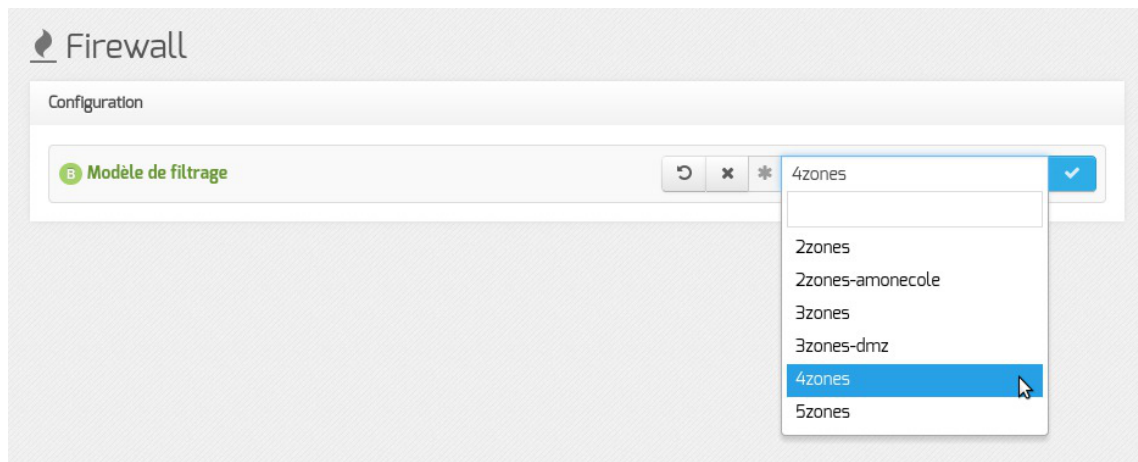 Firewall
Configuration
B Modèle de filtrage
4zones
2zones
2zones-amonecole
3zones
3zones-dmz
4zones
5zones